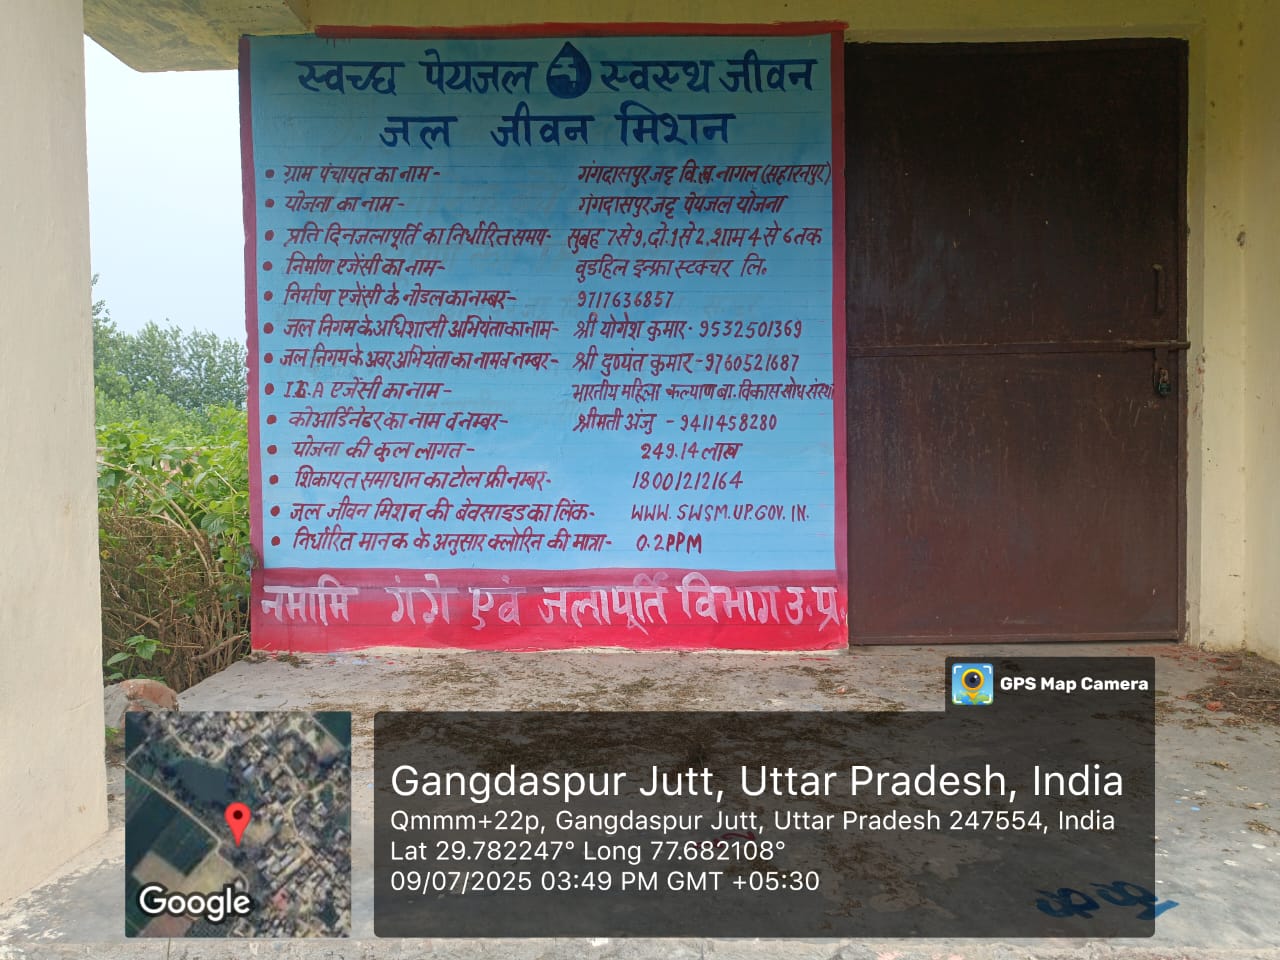 स्वच्छ पेयजल स्वस्थ जीवन
जल जीवन मिशन
• ग्राम पंचायत का नाम- गंगदासपुर जट्ट वि.ख. नागल (सहारनपुर)
• योजना का नाम- गंगदासपुर जट्ट पेयजल योजना
• प्रति दिन जलापूर्ति का निर्धारित समय- सुबह 7 से 9, दो. 1 से 2, शाम 4 से 6 तक
• निर्माण एजेंसी का नाम- वुडहिल इन्फ्रा स्टक्चर लि॰
• निर्माण एजेंसी के नोडल का नम्बर- 9717636857
• जल निगम के अधिशासी अभियंता का नाम- श्री योगेश कुमार- 9532501369
• जल निगम के अवर अभियंता का नाम व नम्बर- श्री दुष्यंत कुमार-9760521687
• I.S.A एजेंसी का नाम- भारतीय महिला कल्याण बा. विकास शोध संस्था
• कोआर्डिनेटर का नाम व नम्बर- श्रीमती अंजु - 9411458280
• योजना की कुल लागत- 249.14 लाख
• शिकायत समाधान का टोल फ्री नम्बर- 18001212164
• जल जीवन मिशन की बेवसाइड का लिंक- WWW.SWSM.UP.GOV.IN.
• निर्धारित मानक के अनुसार क्लोरिन की मात्रा- 0.2PPM
नमामि गंगे एवं जलापूर्ति विभाग उ.प्र.
GPS Map Camera
Gangdaspur Jutt, Uttar Pradesh, India
Qmmm+22p, Gangdaspur Jutt, Uttar Pradesh 247554, India
Lat 29.782247° Long 77.682108°
09/07/2025 03:49 PM GMT +05:30
Google